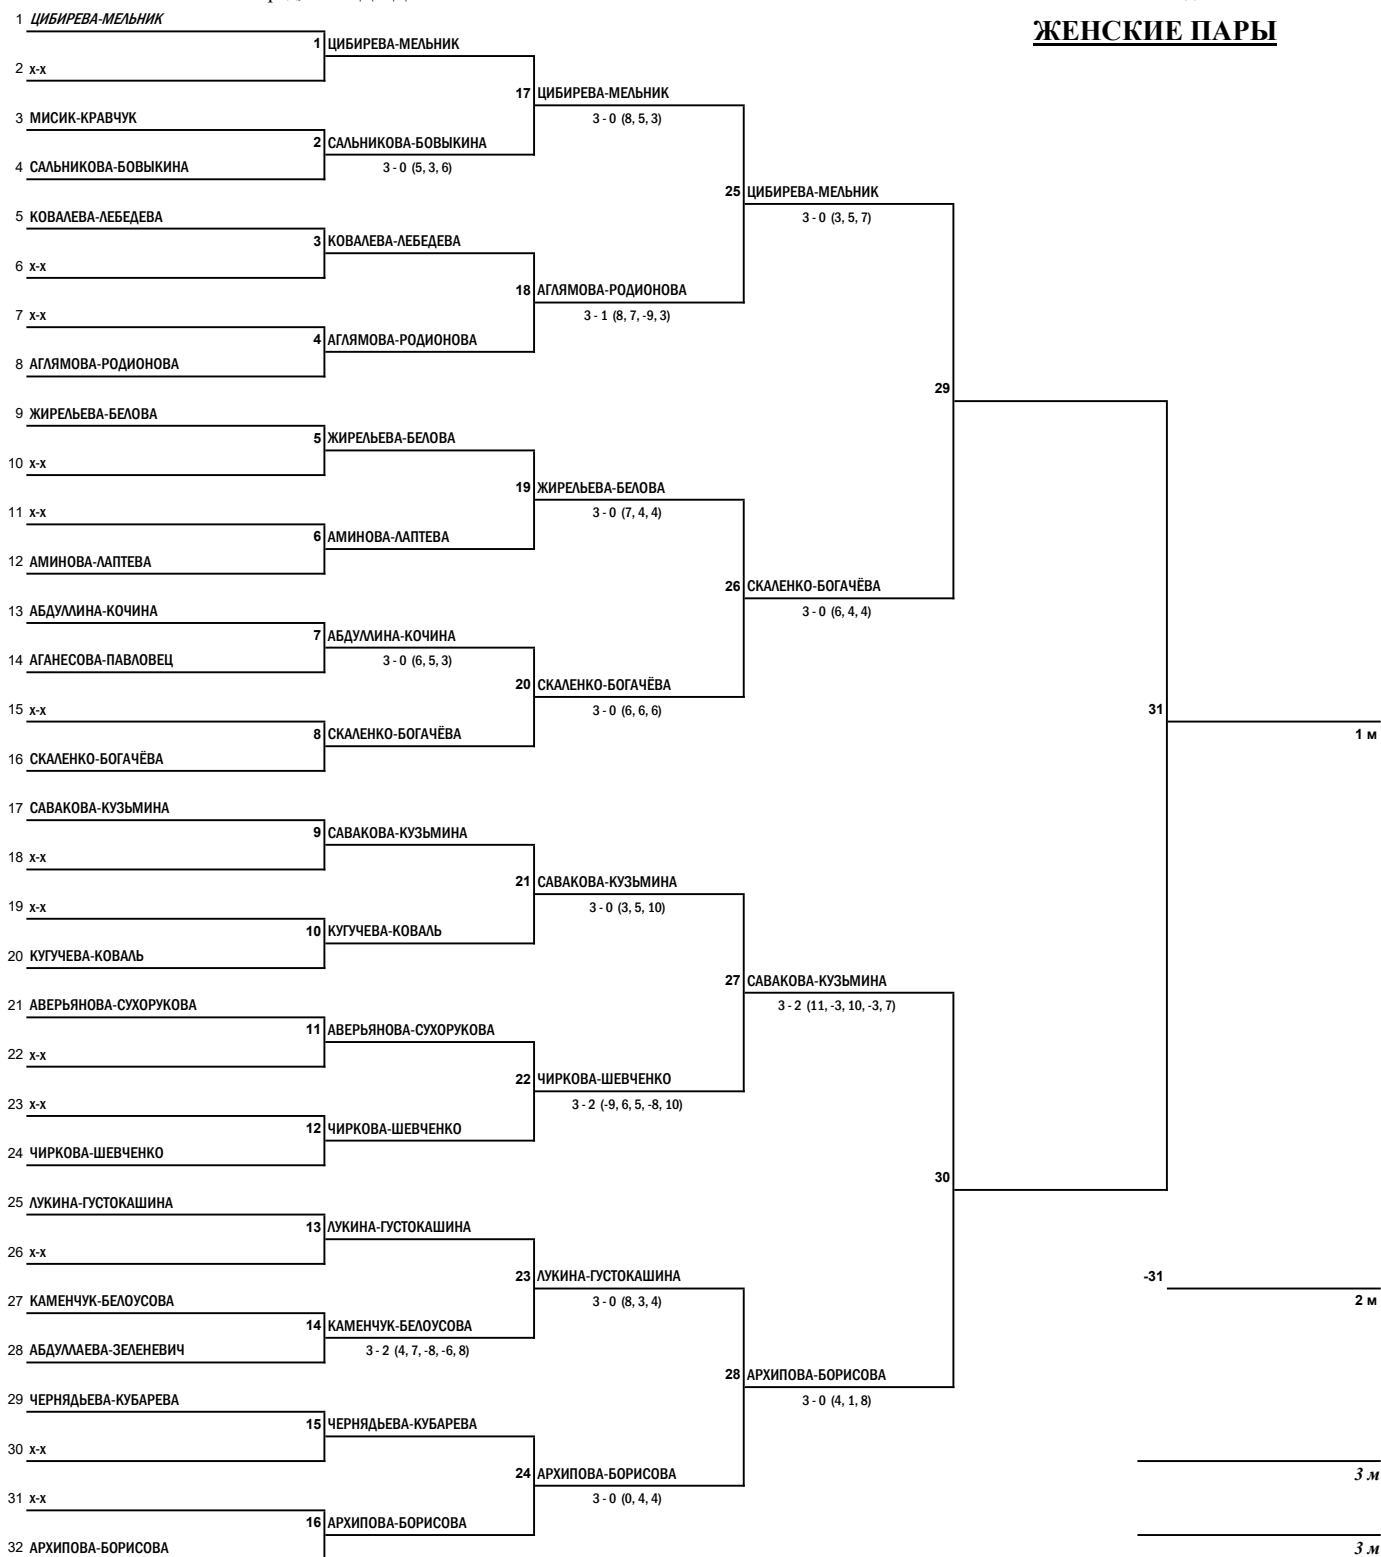 ЖЕНСКИЕ ПАРЫ
1 ЦИБИРЕВА-МЕЛЬНИК
1 ЦИБИРЕВА-МЕЛЬНИК
2 х-х
17 ЦИБИРЕВА-МЕЛЬНИК
3 МИСИК-КРАВЧУК
3 - 0 (8, 5, 3)
2 САЛЬНИКОВА-БОВЫКИНА
4 САЛЬНИКОВА-БОВЫКИНА
3 - 0 (5, 3, 6)
25 ЦИБИРЕВА-МЕЛЬНИК
5 КОВАЛЕВА-ЛЕБЕДЕВА
3 - 0 (3, 5, 7)
3 КОВАЛЕВА-ЛЕБЕДЕВА
6 х-х
18 АГЛЯМОВА-РОДИОНОВА
7 х-х
3 - 1 (8, 7, -9, 3)
4 АГЛЯМОВА-РОДИОНОВА
8 АГЛЯМОВА-РОДИОНОВА
29
9 ЖИРЕЛЬЕВА-БЕЛОВА
5 ЖИРЕЛЬЕВА-БЕЛОВА
10 х-х
19 ЖИРЕЛЬЕВА-БЕЛОВА
11 х-х
3 - 0 (7, 4, 4)
6 АМИНОВА-ЛАПТЕВА
12 АМИНОВА-ЛАПТЕВА
26 СКАЛЕНКО-БОГАЧЁВА
13 АБДУЛЛИНА-КОЧИНА
3 - 0 (6, 4, 4)
7 АБДУЛЛИНА-КОЧИНА
14 АГАНЕСОВА-ПАВЛОВЕЦ
3 - 0 (6, 5, 3)
20 СКАЛЕНКО-БОГАЧЁВА
15 х-х
3 - 0 (6, 6, 6)
31
8 СКАЛЕНКО-БОГАЧЁВА
1 м
16 СКАЛЕНКО-БОГАЧЁВА
17 САВАКОВА-КУЗЬМИНА
9 САВАКОВА-КУЗЬМИНА
18 х-х
21 САВАКОВА-КУЗЬМИНА
19 х-х
3 - 0 (3, 5, 10)
10 КУГУЧЕВА-КОВАЛЬ
20 КУГУЧЕВА-КОВАЛЬ
27 САВАКОВА-КУЗЬМИНА
21 АВЕРЬЯНОВА-СУХОРУКОВА
3 - 2 (11, -3, 10, -3, 7)
11 АВЕРЬЯНОВА-СУХОРУКОВА
22 х-х
22 ЧИРКОВА-ШЕВЧЕНКО
23 х-х
3 - 2 (-9, 6, 5, -8, 10)
12 ЧИРКОВА-ШЕВЧЕНКО
24 ЧИРКОВА-ШЕВЧЕНКО
30
25 ЛУКИНА-ГУСТОКАШИНА
13 ЛУКИНА-ГУСТОКАШИНА
26 х-х
23 ЛУКИНА-ГУСТОКАШИНА
-31
27 КАМЕНЧУК-БЕЛОУСОВА
3 - 0 (8, 3, 4)
2 м
14 КАМЕНЧУК-БЕЛОУСОВА
28 АБДУЛЛАЕВА-ЗЕЛЕНЕВИЧ
3 - 2 (4, 7, -8, -6, 8)
28 АРХИПОВА-БОРИСОВА
29 ЧЕРНЯДЬЕВА-КУБАРЕВА
3 - 0 (4, 1, 8)
15 ЧЕРНЯДЬЕВА-КУБАРЕВА
30 х-х
24 АРХИПОВА-БОРИСОВА
3 м
31 х-х
3 - 0 (0, 4, 4)
16 АРХИПОВА-БОРИСОВА
32 АРХИПОВА-БОРИСОВА
3 м